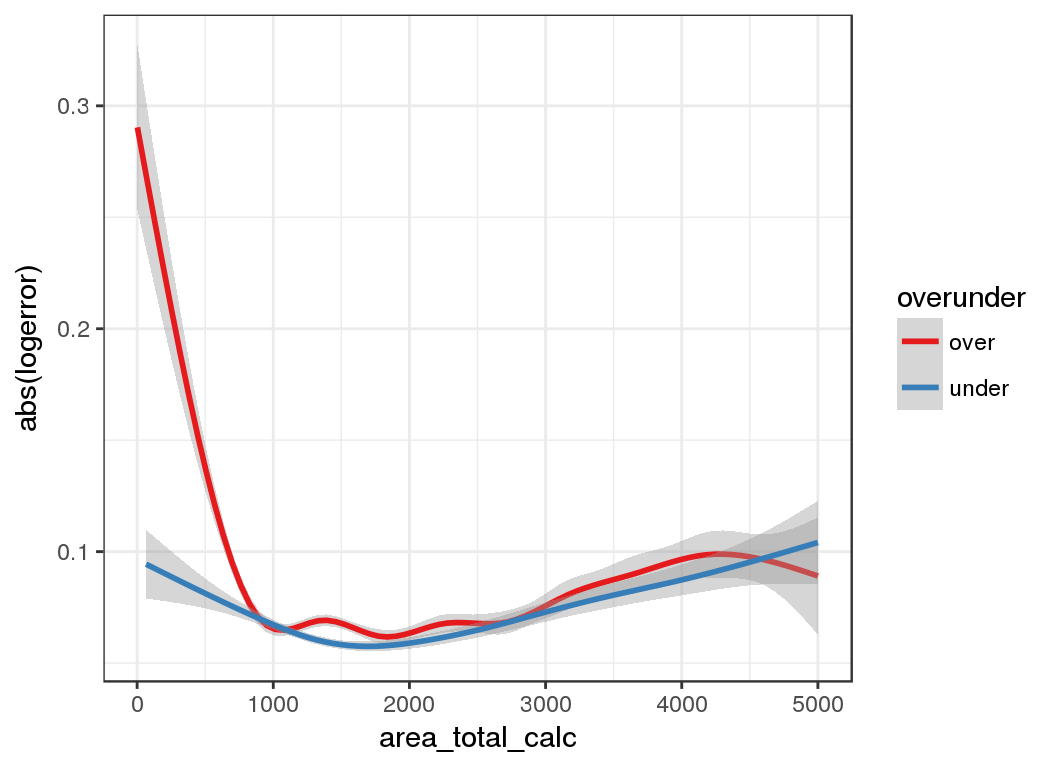 abs(logerror)
0.3
0.2
0.1
0 1000 2000 3000 4000 5000
area_total_calc
overunder
over
under